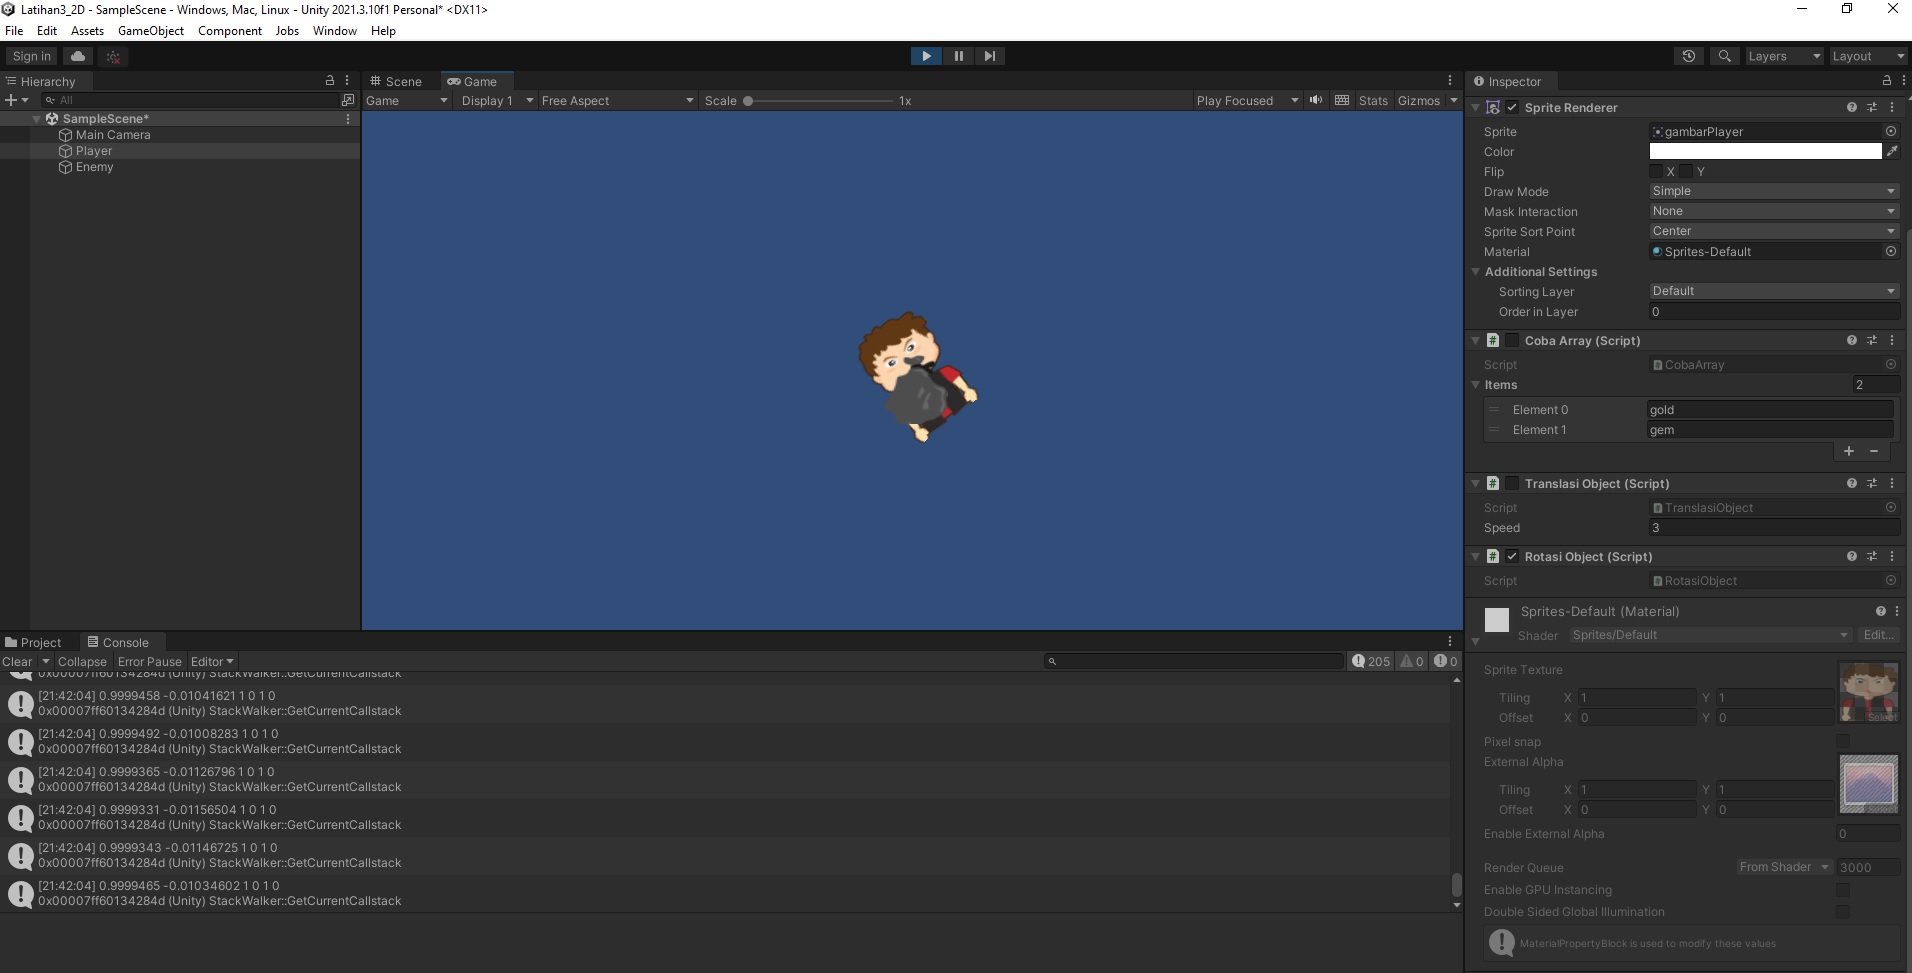 Latihan3_2D - SampleScene - Windows, Mac, Linux - Unity 2021.3.10f1 Personal* <DX11>
File Edit Assets GameObject Component Jobs Window Help
Sign in
Layers
Layout
Hierarchy
All
SampleScene*
Main Camera
Player
Enemy
Scene
Game
Game
Display 1
Free Aspect
Scale
1x
Play Focused
Stats
Gizmos
Project
Console
Clear
Collapse
Error Pause
Editor
205
0
0
0x00007ff60134284d (Unity) StackWalker::GetCurrentCallstack
[21:42:04] 0.9999458 -0.01041621 1 0 1 0
0x00007ff60134284d (Unity) StackWalker::GetCurrentCallstack
[21:42:04] 0.9999492 -0.01008283 1 0 1 0
0x00007ff60134284d (Unity) StackWalker::GetCurrentCallstack
[21:42:04] 0.9999365 -0.01126796 1 0 1 0
0x00007ff60134284d (Unity) StackWalker::GetCurrentCallstack
[21:42:04] 0.9999331 -0.01156504 1 0 1 0
0x00007ff60134284d (Unity) StackWalker::GetCurrentCallstack
[21:42:04] 0.9999343 -0.01146725 1 0 1 0
0x00007ff60134284d (Unity) StackWalker::GetCurrentCallstack
[21:42:04] 0.9999465 -0.01034602 1 0 1 0
0x00007ff60134284d (Unity) StackWalker::GetCurrentCallstack
Inspector
Sprite Renderer
Sprite gambarPlayer
Color
Flip X Y
Draw Mode Simple
Mask Interaction None
Sprite Sort Point Center
Material Sprites-Default
Additional Settings
Sorting Layer Default
Order in Layer 0
# Coba Array (Script)
Script CobaArray
Items 2
Element 0 gold
Element 1 gem
+ -
# Translasi Object (Script)
Script TranslasiObject
Speed 3
# Rotasi Object (Script)
Script RotasiObject
Sprites-Default (Material)
Shader Sprites/Default Edit...
Sprite Texture
Tiling X 1 Y 1
Offset X 0 Y 0
Select
Pixel snap
External Alpha
Tiling X 1 Y 1
Offset X 0 Y 0
Select
Enable External Alpha 0
Render Queue From Shader 3000
Enable GPU Instancing
Double Sided Global Illumination
MaterialPropertyBlock is used to modify these values